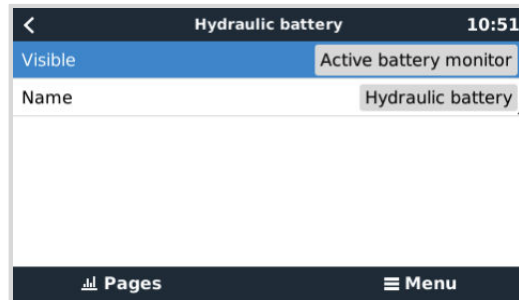 Hydraulic battery 10:51
Visible Active battery monitor
Name Hydraulic battery
Pages Menu